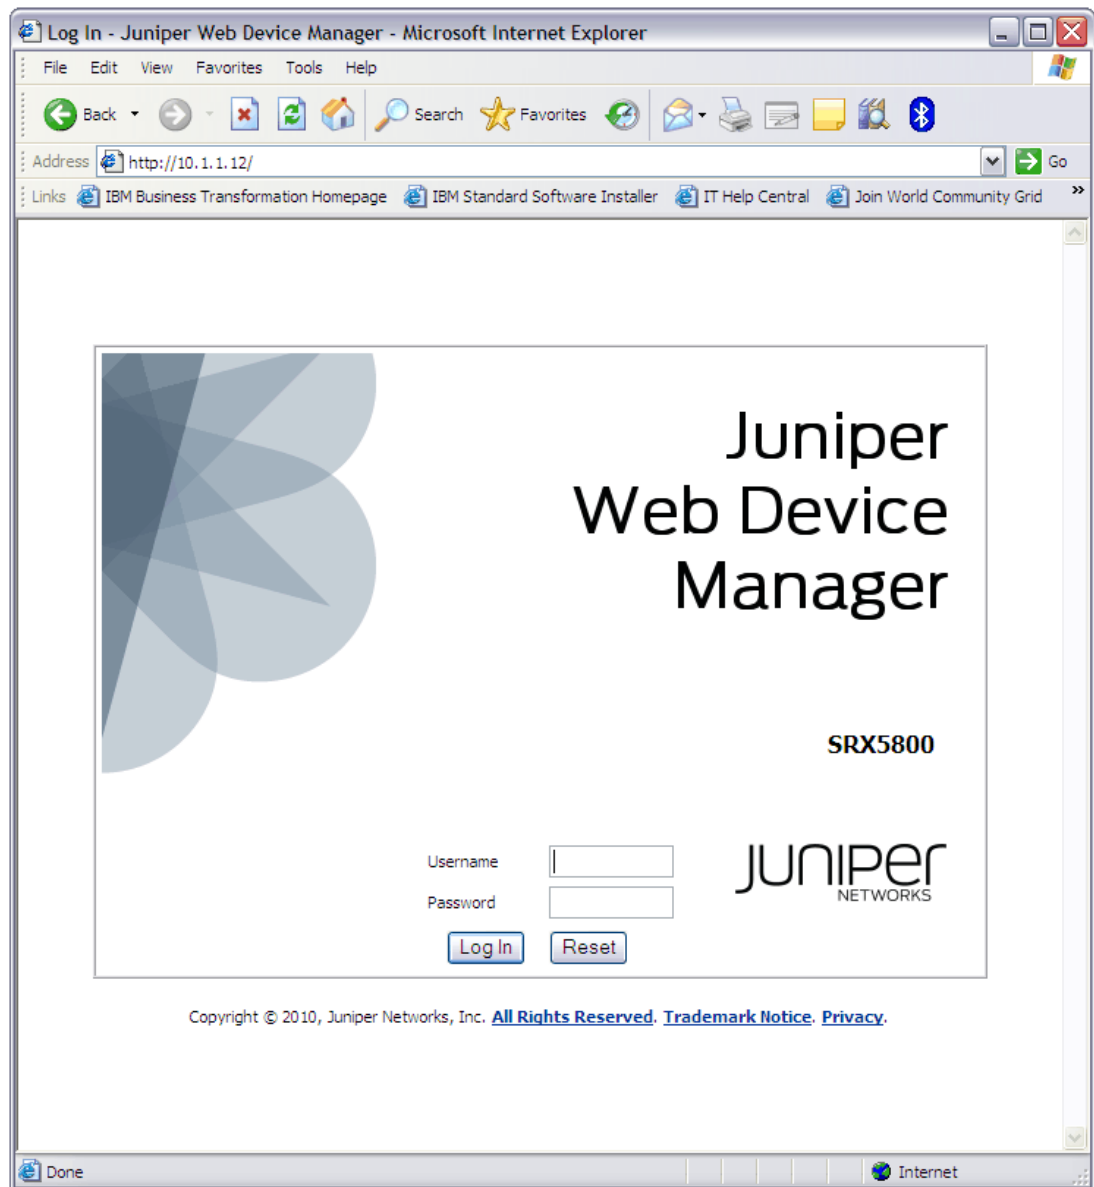 Log In - Juniper Web Device Manager - Microsoft Internet Explorer
File Edit View Favorites Tools Help
Back Search Favorites
Address http://10.1.1.12/ Go
Links IBM Business Transformation Homepage IBM Standard Software Installer IT Help Central Join World Community Grid »
Juniper
Web Device
Manager
SRX5800
Username
Password
JUNIPER
NETWORKS
Log In Reset
Copyright © 2010, Juniper Networks, Inc. All Rights Reserved. Trademark Notice. Privacy.
Done Internet